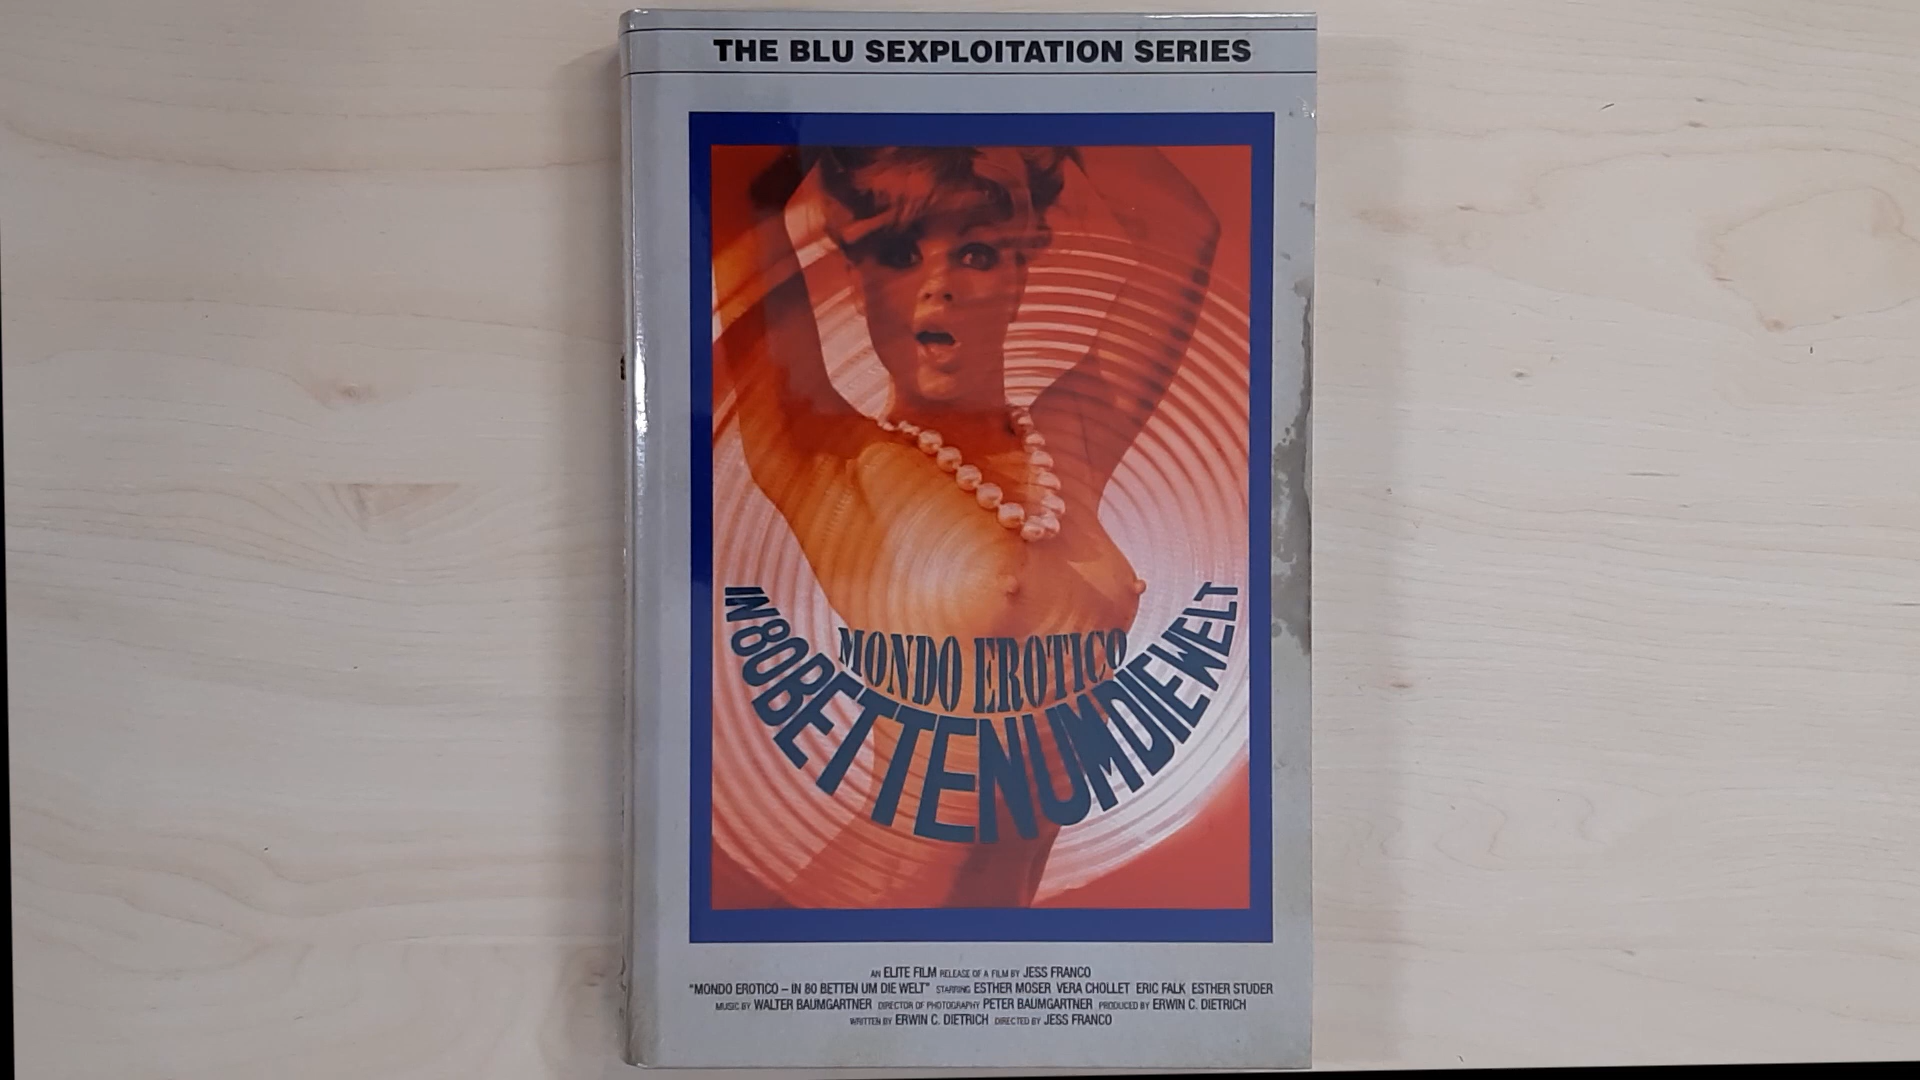 THE BLU SEXPLOITATION SERIES
MONDO EROTICO
IN 80 BETTEN UM DIE WELT
AN ELITE FILM RELEASE OF A FILM BY JESS FRANCO
"MONDO EROTICO – IN 80 BETTEN UM DIE WELT" STARRING ESTHER MOSER VERA CHOLLET ERIC FALK ESTHER STUDER
MUSIC BY WALTER BAUMGARTNER DIRECTOR OF PHOTOGRAPHY PETER BAUMGARTNER PRODUCED BY ERWIN C. DIETRICH
WRITTEN BY ERWIN C. DIETRICH DIRECTED BY JESS FRANCO